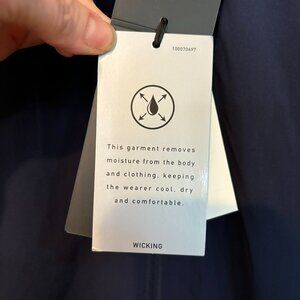 100070697
This garment removes
moisture from the body
and clothing, keeping
the wearer cool, dry
and comfortable.
WICKING